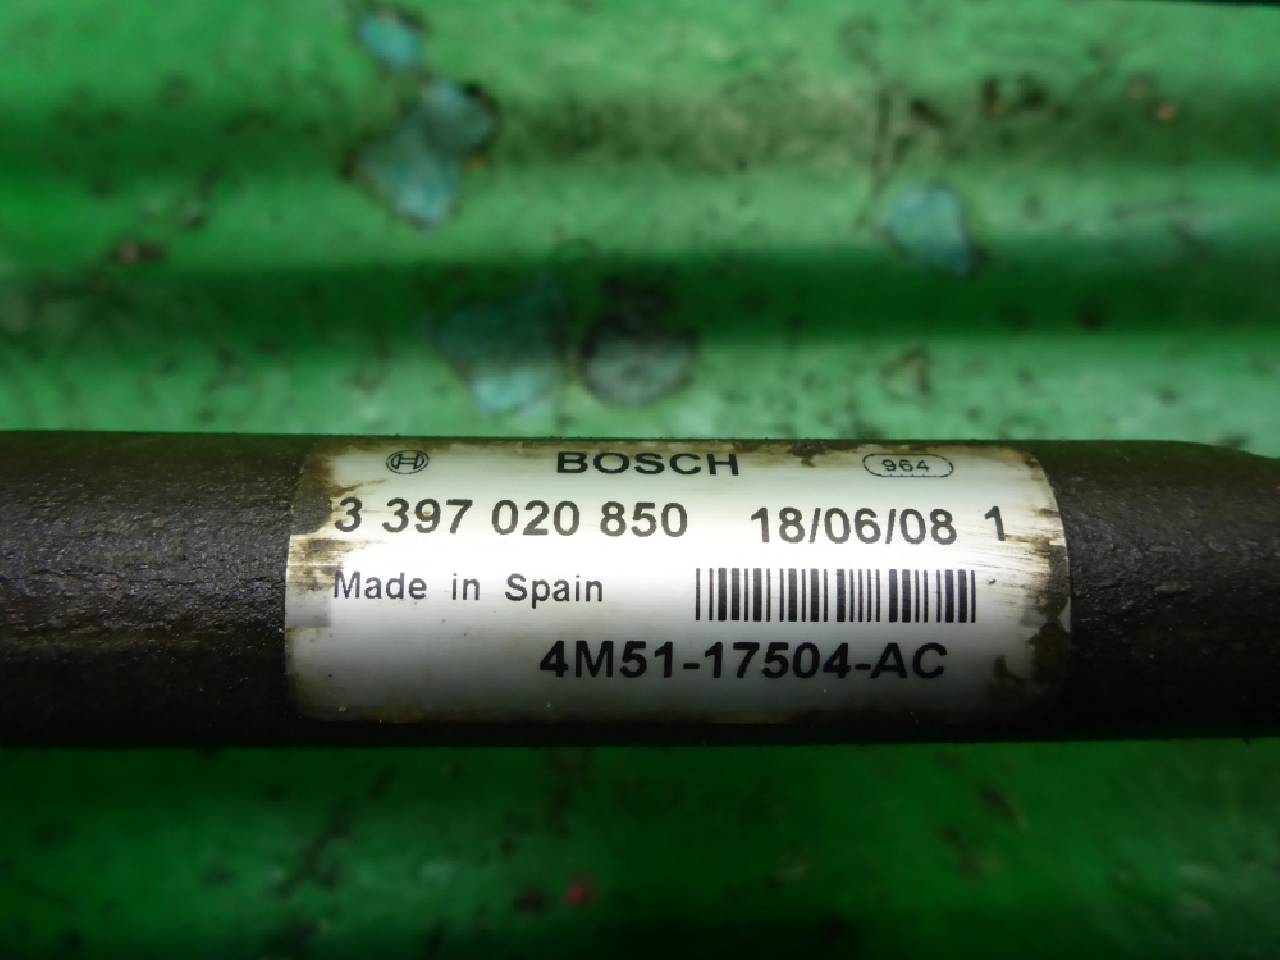 BOSCH 964
3 397 020 850 18/06/08 1
Made in Spain
4M51-17504-AC